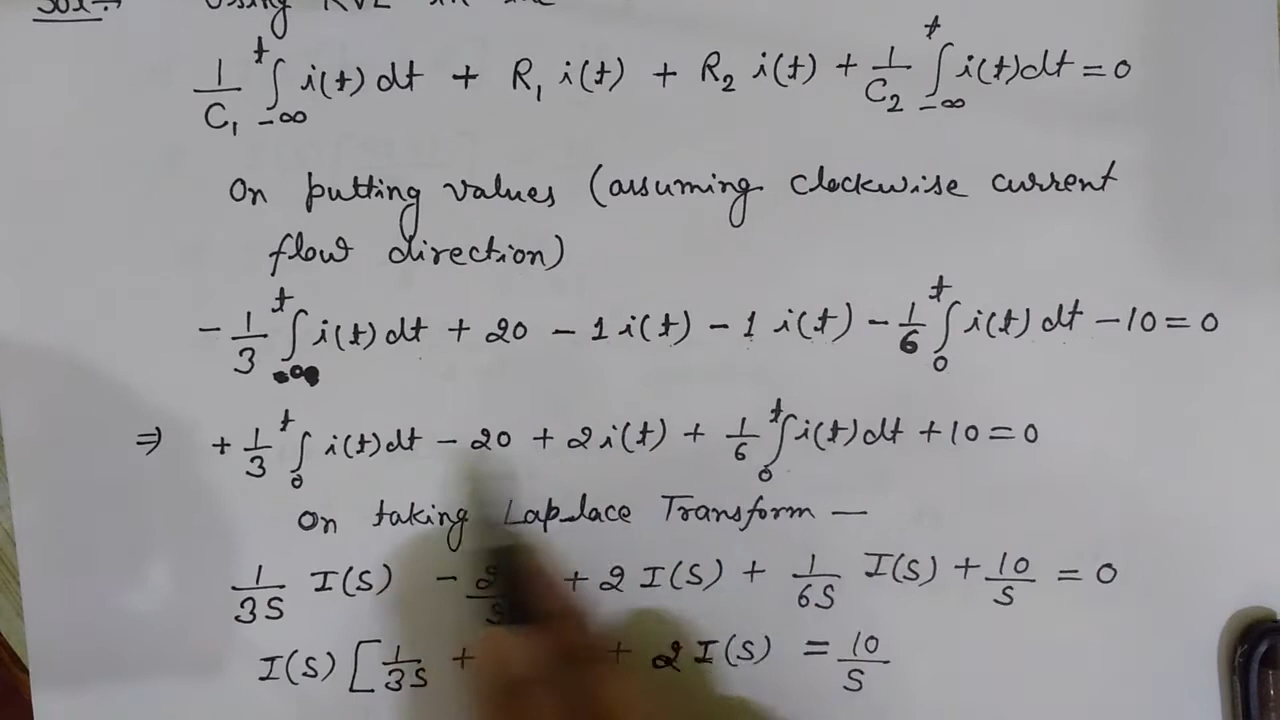 Using KVL in the
1/C₁ ∫_{-∞}^{t} i(t) dt + R₁ i(t) + R₂ i(t) + 1/C₂ ∫_{-∞}^{t} i(t)dt = 0
On putting values (assuming clockwise current
flow direction)
- 1/3 ∫^{t} i(t) dt + 20 - 1 i(t) - 1 i(t) - 1/6 ∫_{0}^{t} i(t) dt - 10 = 0
⇒ + 1/3 ∫_{0}^{t} i(t)dt - 20 + 2i(t) + 1/6 ∫_{0}^{t} i(t)dt + 10 = 0
On taking Laplace Transform —
1/3S I(S) - + 2 I(S) + 1/6S I(S) + 10/S = 0
I(S) [ 1/3S + + 2 I(S) = 10/S